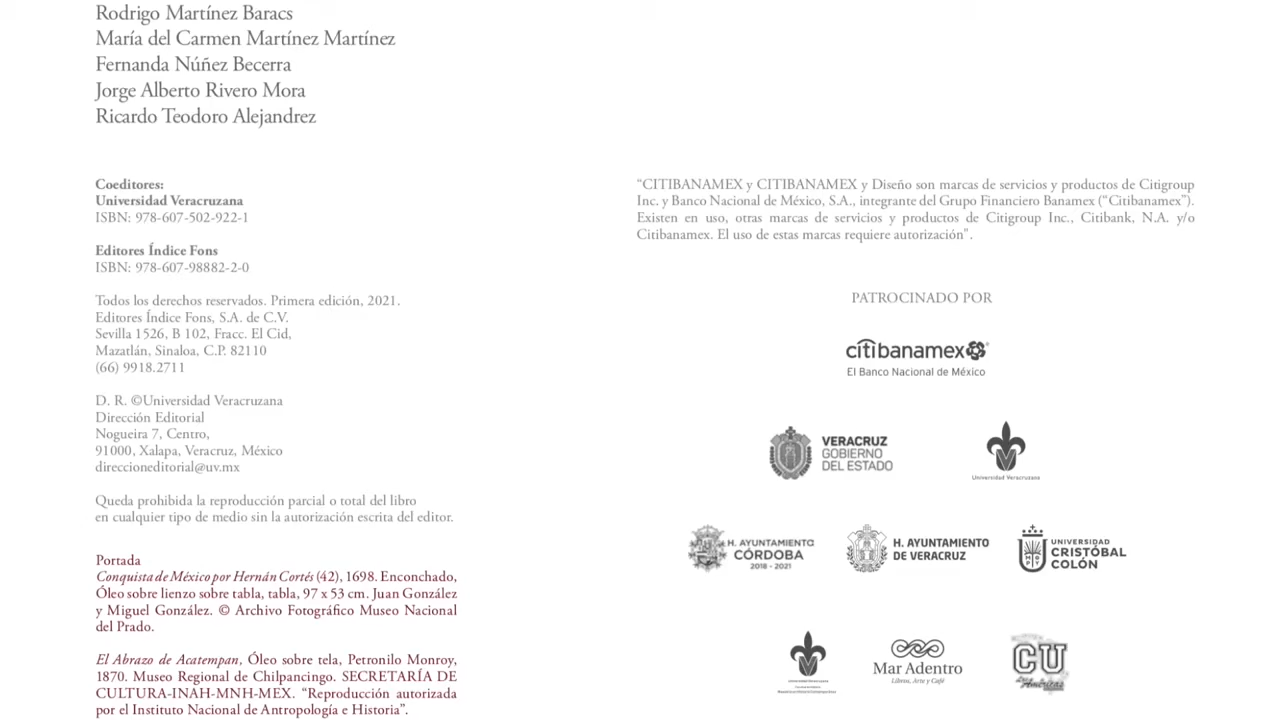 Rodrigo Martínez Baracs
María del Carmen Martínez Martínez
Fernanda Núñez Becerra
Jorge Alberto Rivero Mora
Ricardo Teodoro Alejandrez
Coeditores:
Universidad Veracruzana
ISBN: 978-607-502-922-1
Editores Índice Fons
ISBN: 978-607-98882-2-0
Todos los derechos reservados. Primera edición, 2021.
Editores Índice Fons, S.A. de C.V.
Sevilla 1526, B 102, Fracc. El Cid,
Mazatlán, Sinaloa, C.P. 82110
(66) 9918.2711
D. R. ©Universidad Veracruzana
Dirección Editorial
Nogueira 7, Centro,
91000, Xalapa, Veracruz, México
direccioneditorial@uv.mx
Queda prohibida la reproducción parcial o total del libro
en cualquier tipo de medio sin la autorización escrita del editor.
Portada
Conquista de México por Hernán Cortés (42), 1698. Enconchado,
Óleo sobre lienzo sobre tabla, tabla, 97 x 53 cm. Juan González
y Miguel González. © Archivo Fotográfico Museo Nacional
del Prado.
El Abrazo de Acatempan, Óleo sobre tela, Petronilo Monroy,
1870. Museo Regional de Chilpancingo. SECRETARÍA DE
CULTURA-INAH-MNH-MEX. “Reproducción autorizada
por el Instituto Nacional de Antropología e Historia”.
“CITIBANAMEX y CITIBANAMEX y Diseño son marcas de servicios y productos de Citigroup
Inc. y Banco Nacional de México, S.A., integrante del Grupo Financiero Banamex (“Citibanamex”).
Existen en uso, otras marcas de servicios y productos de Citigroup Inc., Citibank, N.A. y/o
Citibanamex. El uso de estas marcas requiere autorización".
PATROCINADO POR
citibanamex
El Banco Nacional de México
VERACRUZ
GOBIERNO
DEL ESTADO
Universidad Veracruzana
H. AYUNTAMIENTO
CÓRDOBA
2018 - 2021
H. AYUNTAMIENTO
DE VERACRUZ
UNIVERSIDAD
CRISTÓBAL
COLÓN
Universidad Veracruzana
Mar Adentro
Libros, Arte y Café
CU
de Américas